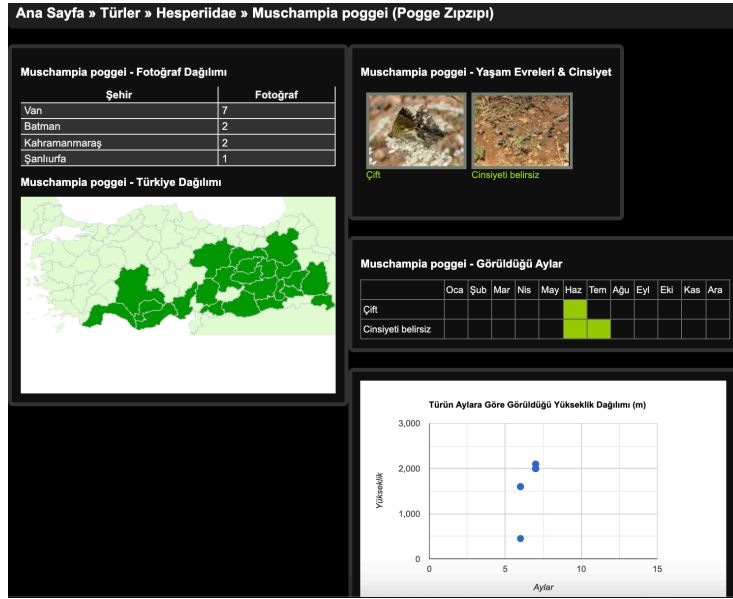 Ana Sayfa » Türler » Hesperiidae » Muschampia poggei (Pogge Zıpzıpı)
Muschampia poggei - Fotoğraf Dağılımı
Şehir Fotoğraf
Van 7
Batman 2
Kahramanmaraş 2
Şanlıurfa 1
Muschampia poggei - Türkiye Dağılımı
Muschampia poggei - Yaşam Evreleri & Cinsiyet
Çift Cinsiyeti belirsiz
Muschampia poggei - Görüldüğü Aylar
Oca Şub Mar Nis May Haz Tem Ağu Eyl Eki Kas Ara
Çift
Cinsiyeti belirsiz
Türün Aylara Göre Görüldüğü Yükseklik Dağılımı (m)
3,000
2,000
1,000
0
Yükseklik
0 5 10 15
Aylar